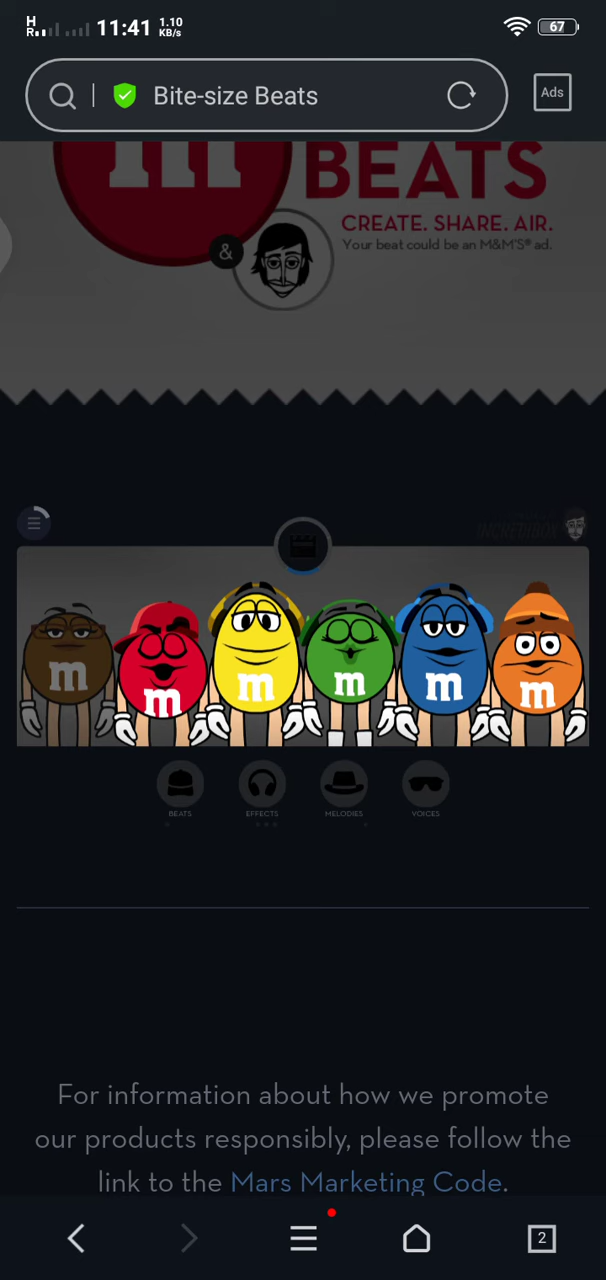 H
R
11:41
1.10
KB/s
67
Bite-size Beats
Ads
m
BEATS
CREATE. SHARE. AIR.
Your beat could be an M&M'S® ad.
&
INCREDIBOX
m m m m m m
BEATS EFFECTS MELODIES VOICES
For information about how we promote
our products responsibly, please follow the
link to the Mars Marketing Code.
2